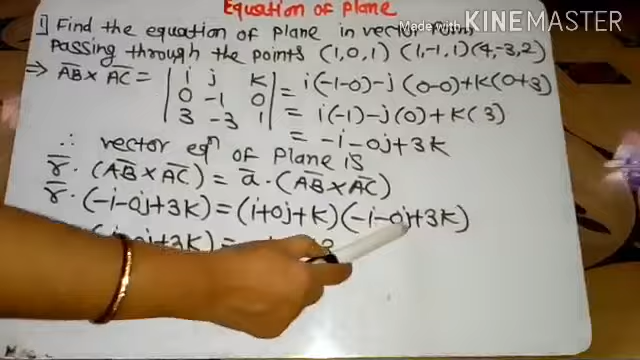 Equation of plane
Made with KINEMASTER
1] Find the equation of plane in vector form,
passing through the points (1,0,1) (1,-1,1)(4,-3,2)
⇒ AB × AC = | i j k | = i(-1-0)-j(0-0)+k(0+3)
| 0 -1 0 | = i(-1)-j(0)+k(3)
| 3 -3 1 | = -i-0j+3k
∴ vector eqⁿ of plane is
r̄·(AB×AC) = ā·(AB×AC)
r̄·(-i-0j+3k)=(i+0j+k)(-i-0j+3k)